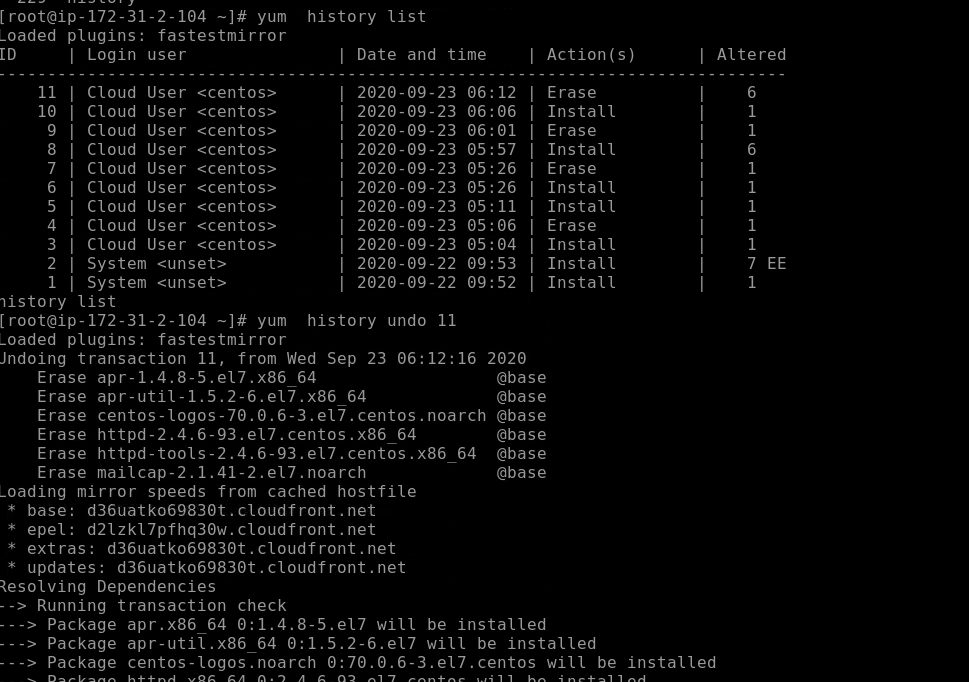 [root@ip-172-31-2-104 ~]# yum  history list
Loaded plugins: fastestmirror
ID     | Login user               | Date and time    | Action(s)      | Altered
-------------------------------------------------------------------------------
    11 | Cloud User <centos>      | 2020-09-23 06:12 | Erase          |    6
    10 | Cloud User <centos>      | 2020-09-23 06:06 | Install        |    1
     9 | Cloud User <centos>      | 2020-09-23 06:01 | Erase          |    1
     8 | Cloud User <centos>      | 2020-09-23 05:57 | Install        |    6
     7 | Cloud User <centos>      | 2020-09-23 05:26 | Erase          |    1
     6 | Cloud User <centos>      | 2020-09-23 05:26 | Install        |    1
     5 | Cloud User <centos>      | 2020-09-23 05:11 | Install        |    1
     4 | Cloud User <centos>      | 2020-09-23 05:06 | Erase          |    1
     3 | Cloud User <centos>      | 2020-09-23 05:04 | Install        |    1
     2 | System <unset>           | 2020-09-22 09:53 | Install        |    7 EE
     1 | System <unset>           | 2020-09-22 09:52 | Install        |    1
history list
[root@ip-172-31-2-104 ~]# yum  history undo 11
Loaded plugins: fastestmirror
Undoing transaction 11, from Wed Sep 23 06:12:16 2020
    Erase apr-1.4.8-5.el7.x86_64                  @base
    Erase apr-util-1.5.2-6.el7.x86_64             @base
    Erase centos-logos-70.0.6-3.el7.centos.noarch @base
    Erase httpd-2.4.6-93.el7.centos.x86_64        @base
    Erase httpd-tools-2.4.6-93.el7.centos.x86_64  @base
    Erase mailcap-2.1.41-2.el7.noarch             @base
Loading mirror speeds from cached hostfile
 * base: d36uatko69830t.cloudfront.net
 * epel: d2lzkl7pfhq30w.cloudfront.net
 * extras: d36uatko69830t.cloudfront.net
 * updates: d36uatko69830t.cloudfront.net
Resolving Dependencies
--> Running transaction check
---> Package apr.x86_64 0:1.4.8-5.el7 will be installed
---> Package apr-util.x86_64 0:1.5.2-6.el7 will be installed
---> Package centos-logos.noarch 0:70.0.6-3.el7.centos will be installed
---> Package httpd.x86_64 0:2.4.6-93.el7.centos will be installed